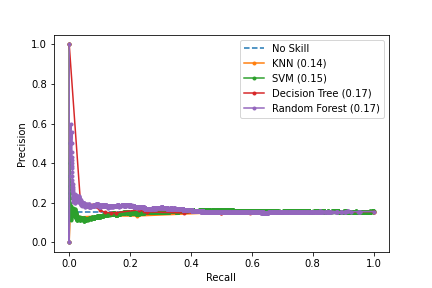 1.0
0.8
0.6
0.4
0.2
0.0
Precision
No Skill
KNN (0.14)
SVM (0.15)
Decision Tree (0.17)
Random Forest (0.17)
0.0 0.2 0.4 0.6 0.8 1.0
Recall